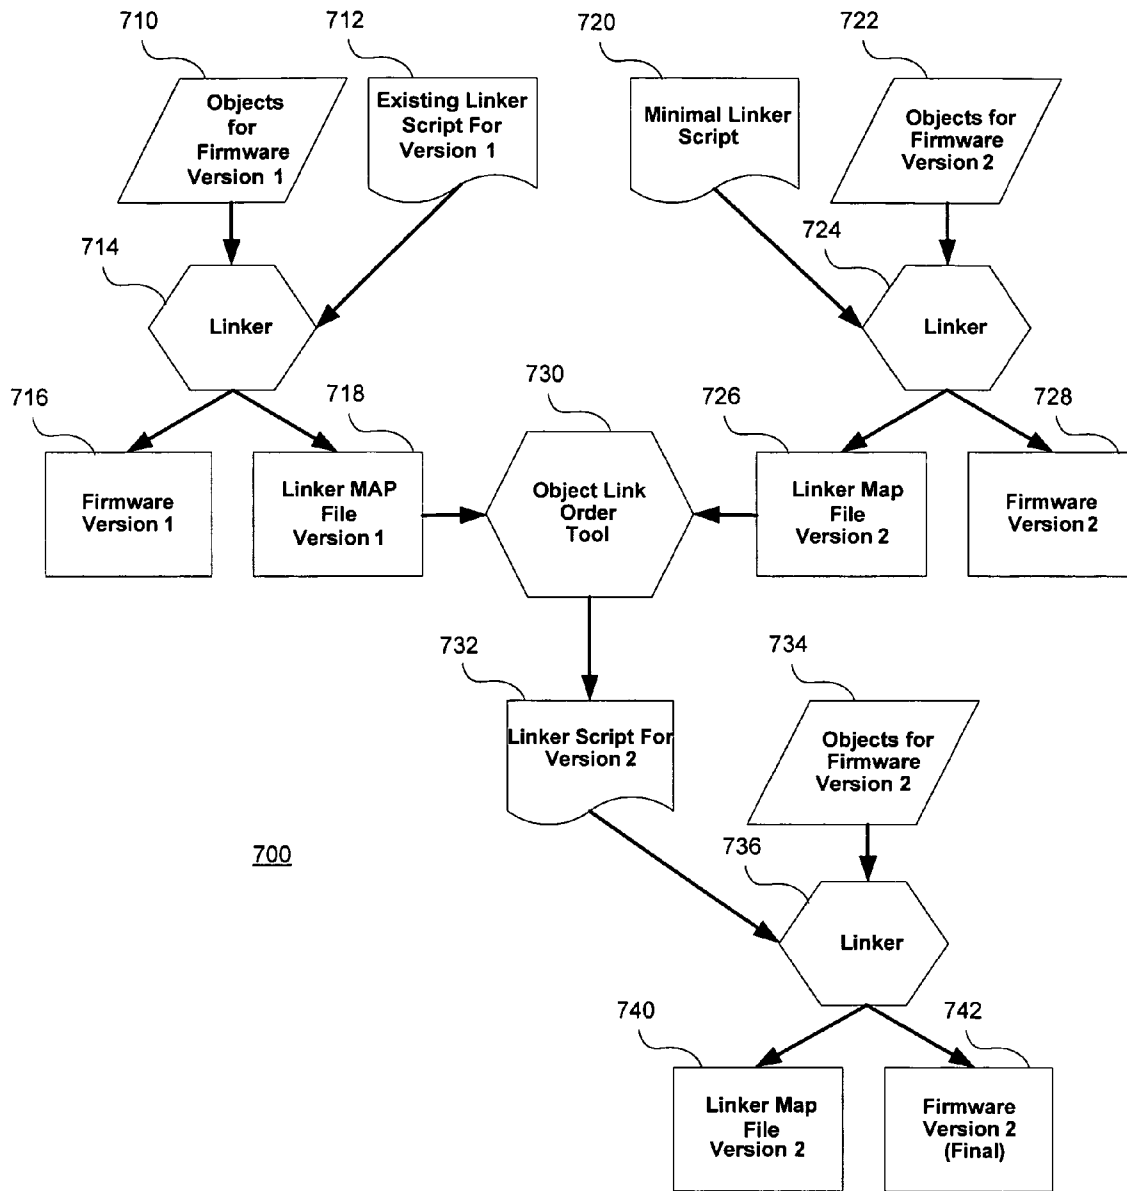 710
712
720
722
Objects
for
Firmware
Version 1
Existing Linker
Script For
Version 1
Minimal Linker
Script
Objects for
Firmware
Version 2
714
724
Linker
Linker
716
718
730
726
728
Firmware
Version 1
Linker MAP
File
Version 1
Object Link
Order
Tool
Linker Map
File
Version 2
Firmware
Version 2
732
734
Linker Script For
Version 2
Objects for
Firmware
Version 2
700
736
Linker
740
742
Linker Map
File
Version 2
Firmware
Version 2
(Final)